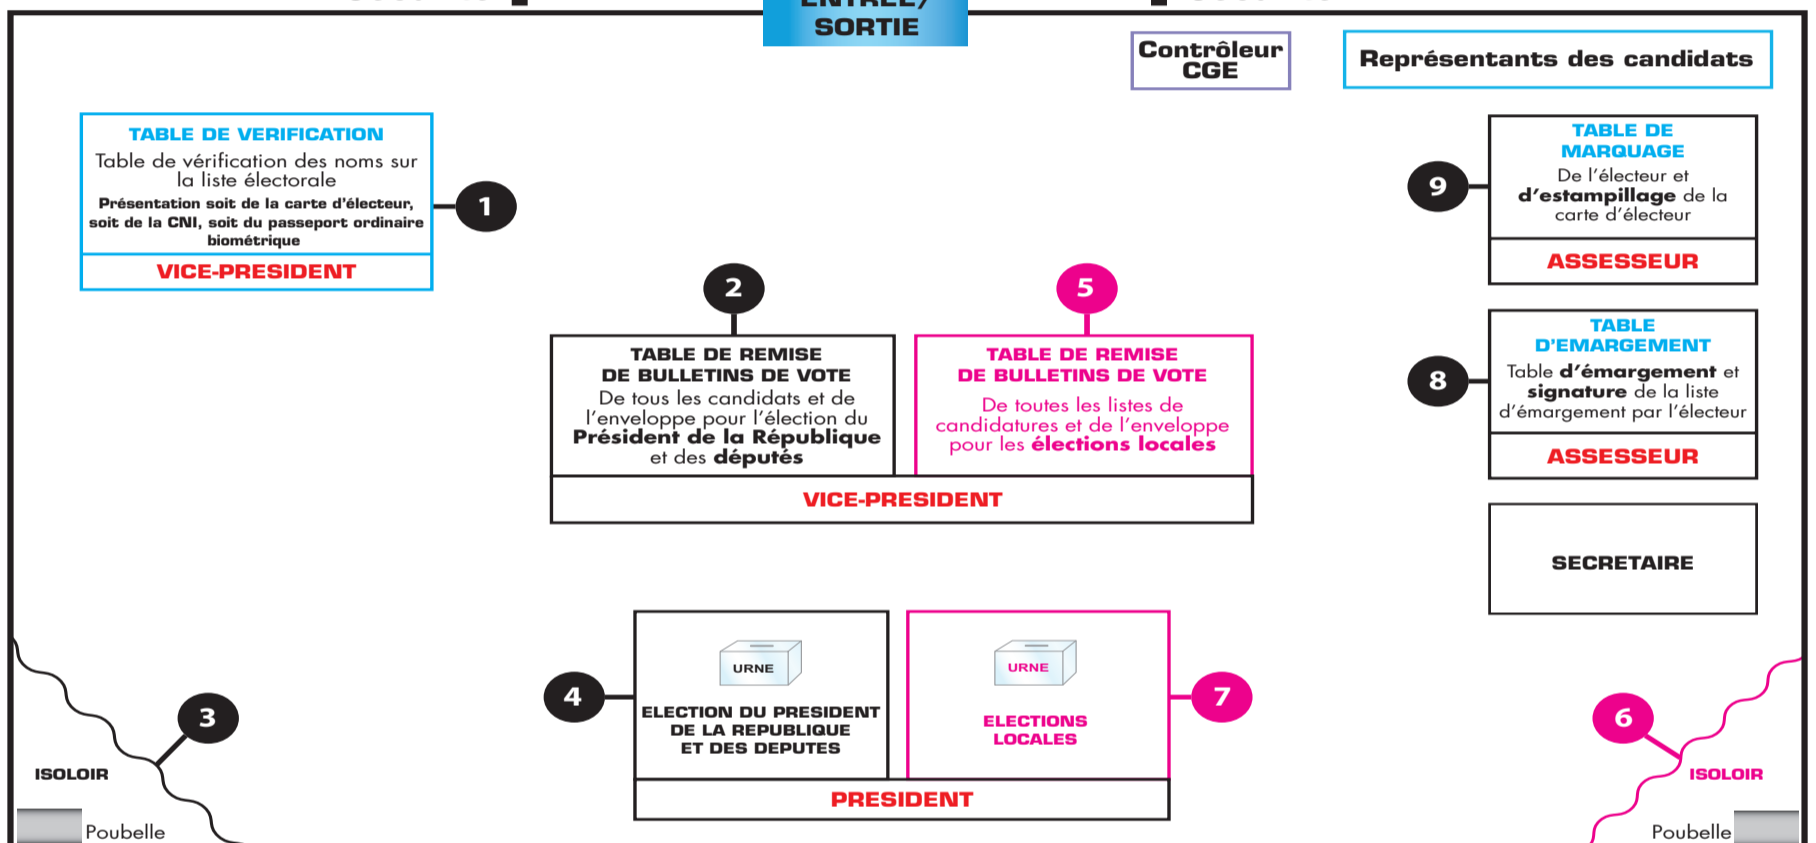 ENTREE/
SORTIE
Contrôleur
CGE
Représentants des candidats
TABLE DE VERIFICATION
Table de vérification des noms sur
la liste électorale
Présentation soit de la carte d'électeur,
soit de la CNI, soit du passeport ordinaire
biométrique
VICE-PRESIDENT
1
2
TABLE DE REMISE
DE BULLETINS DE VOTE
De tous les candidats et de
l'enveloppe pour l'élection du
Président de la République
et des députés
5
TABLE DE REMISE
DE BULLETINS DE VOTE
De toutes les listes de
candidatures et de l'enveloppe
pour les élections locales
VICE-PRESIDENT
9
TABLE DE
MARQUAGE
De l'électeur et
d'estampillage de la
carte d'électeur
ASSESSEUR
8
TABLE
D'EMARGEMENT
Table d'émargement et
signature de la liste
d'émargement par l'électeur
ASSESSEUR
SECRETAIRE
3
ISOLOIR
Poubelle
4
URNE
ELECTION DU PRESIDENT
DE LA REPUBLIQUE
ET DES DEPUTES
URNE
ELECTIONS
LOCALES
7
PRESIDENT
6
ISOLOIR
Poubelle